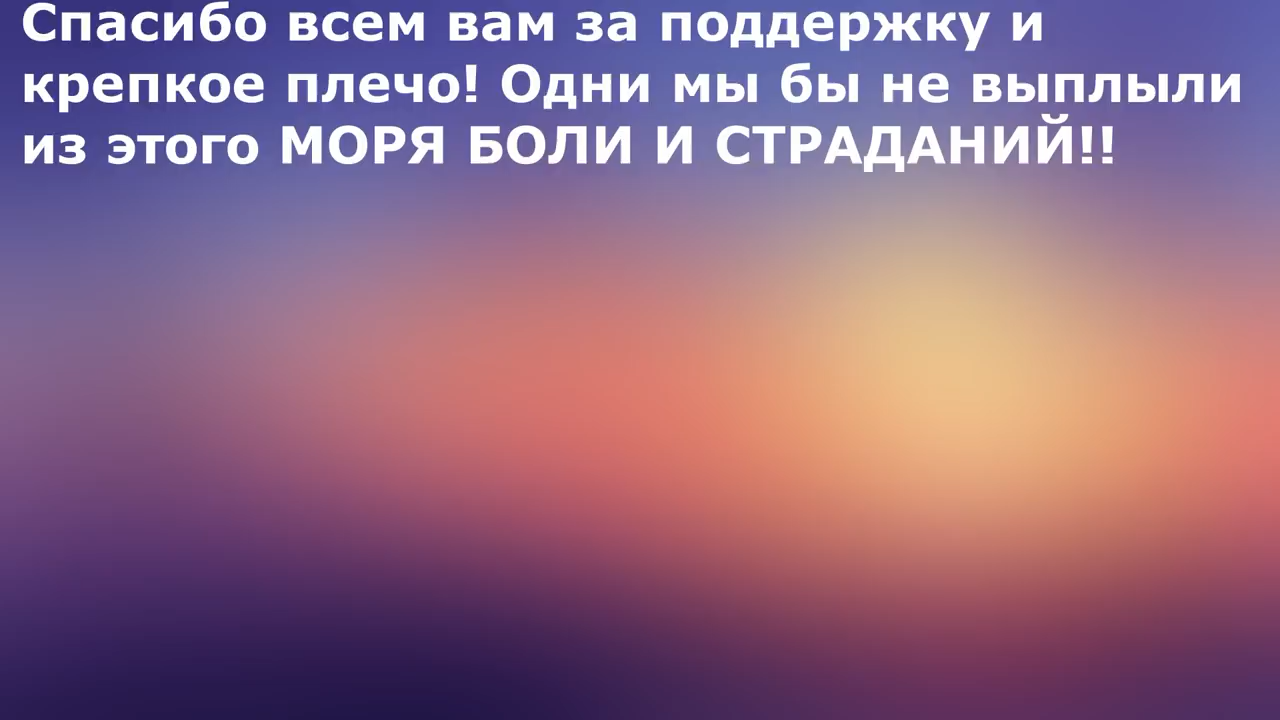 Спасибо всем вам за поддержку и
крепкое плечо! Одни мы бы не выплыли
из этого МОРЯ БОЛИ И СТРАДАНИЙ!!